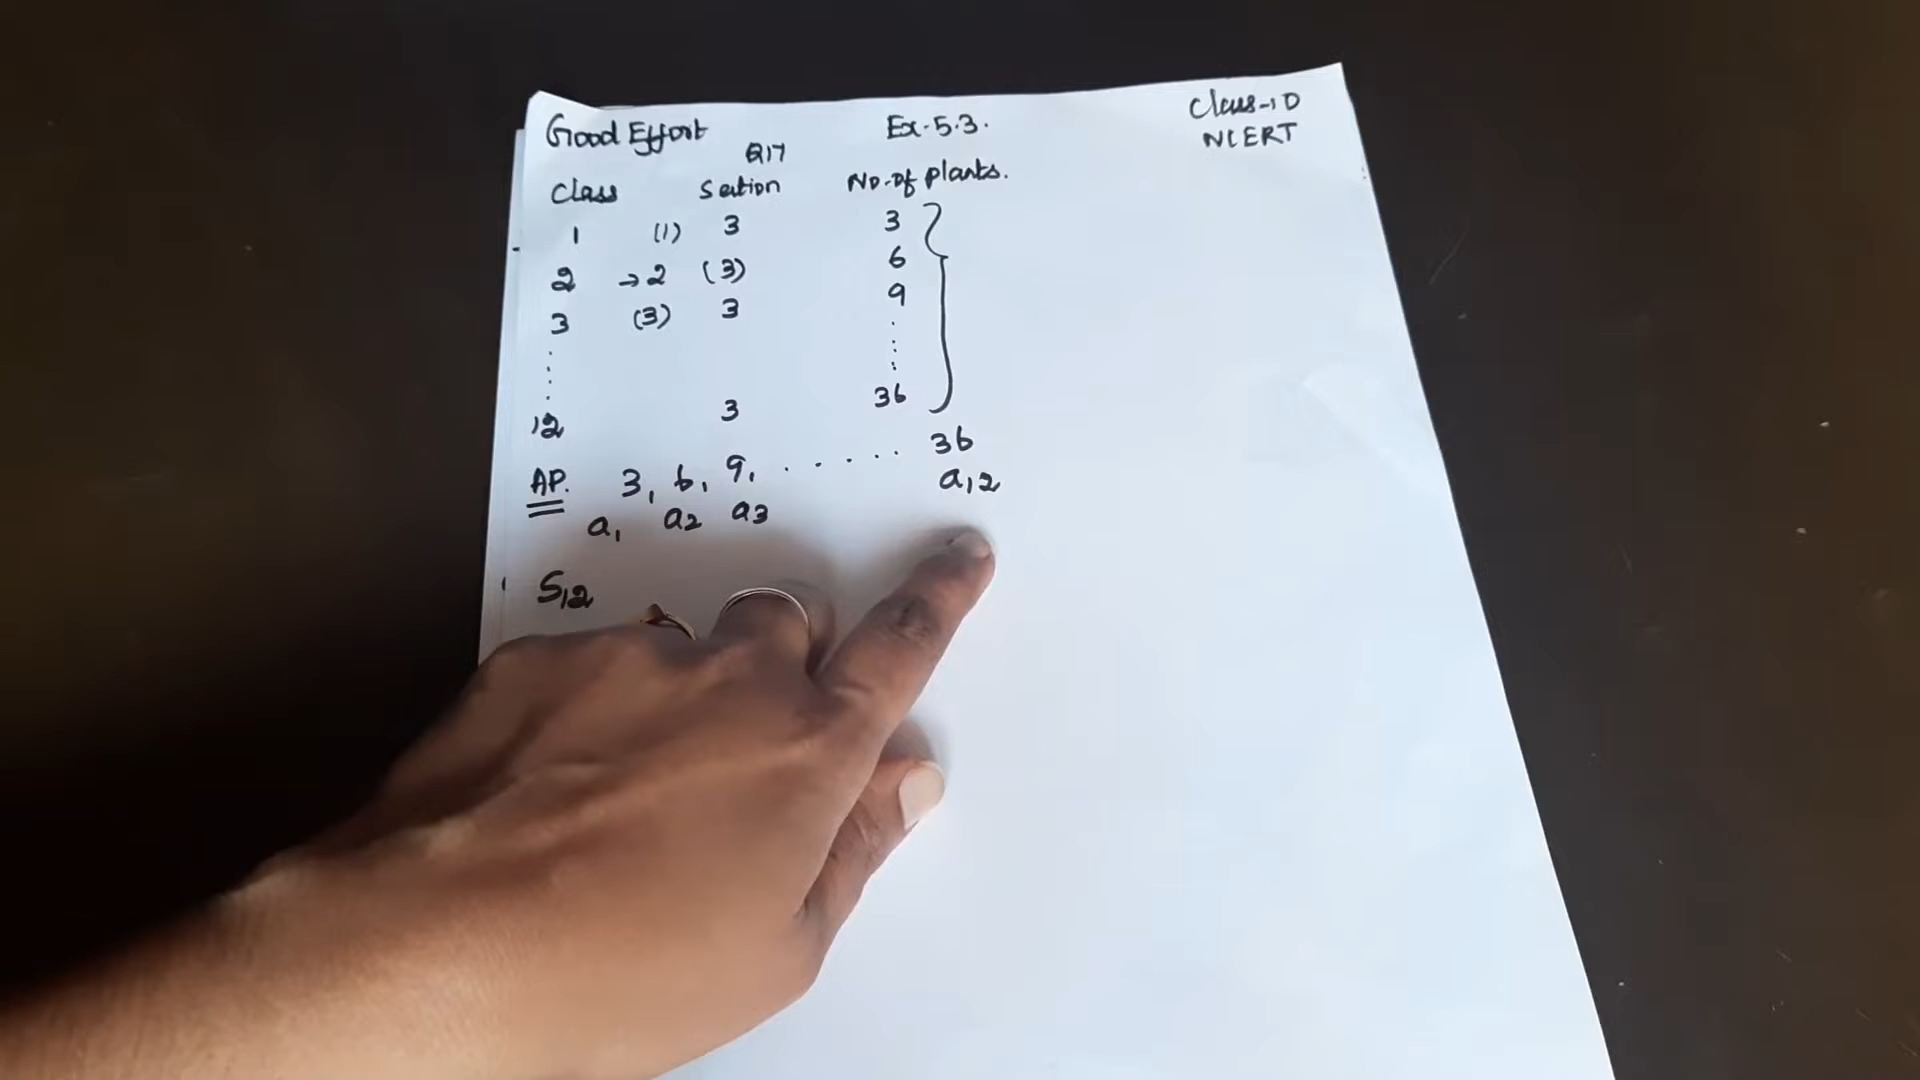 Good Effort Ex-5.3. Class-10
NCERT
Q17
Class Section No. of plants.
1 (1) 3 3
2 → 2 (3) 6
3 (3) 3 9
12 3 36
AP. 3, 6, 9, ..... 36
a1 a2 a3 a12
S12